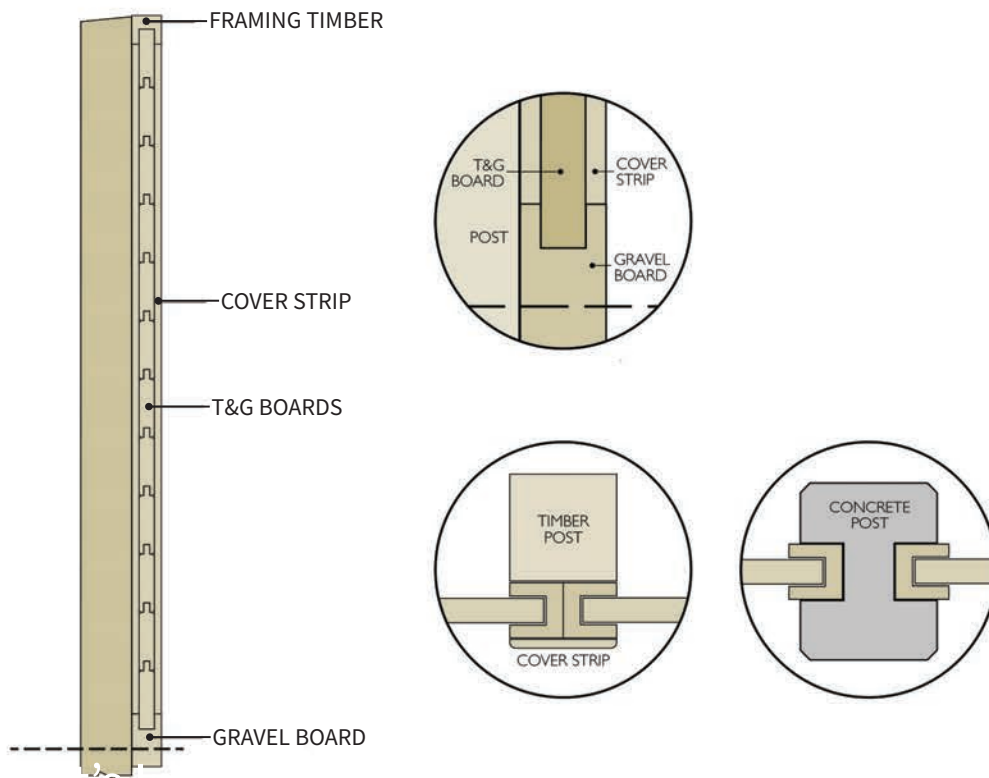 FRAMING TIMBER
COVER STRIP
T&G BOARDS
GRAVEL BOARD
T&G
BOARD
COVER
STRIP
POST
GRAVEL
BOARD
TIMBER
POST
COVER STRIP
CONCRETE
POST